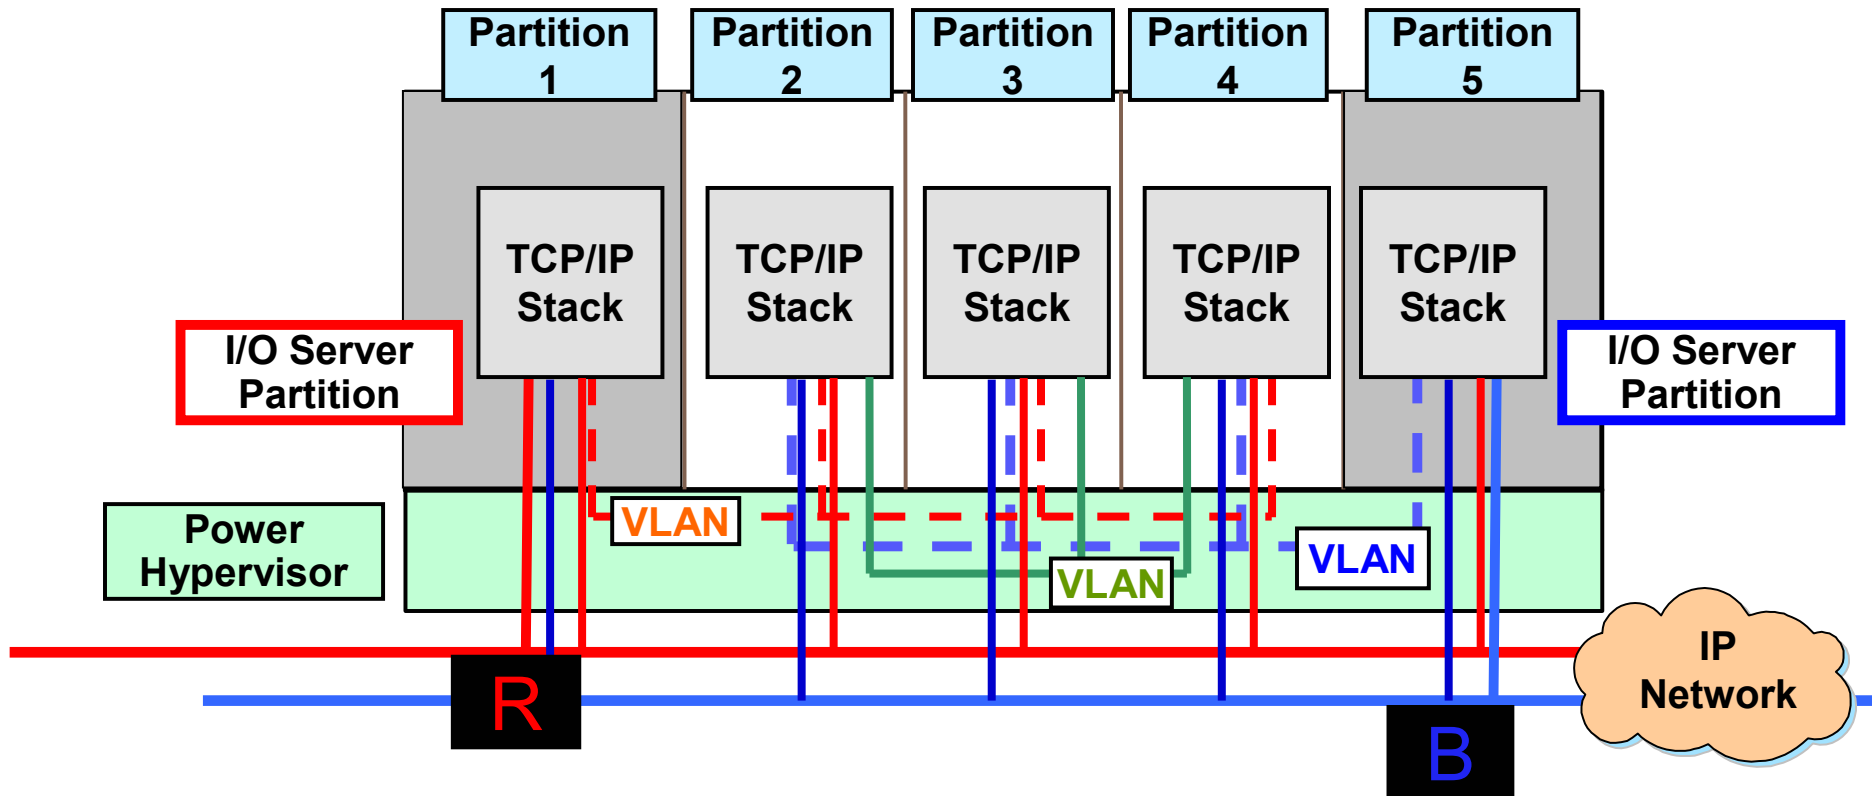 Partition
1
Partition
2
Partition
3
Partition
4
Partition
5
TCP/IP
Stack
TCP/IP
Stack
TCP/IP
Stack
TCP/IP
Stack
TCP/IP
Stack
I/O Server
Partition
I/O Server
Partition
Power
Hypervisor
VLAN
VLAN
VLAN
IP
Network
R
B